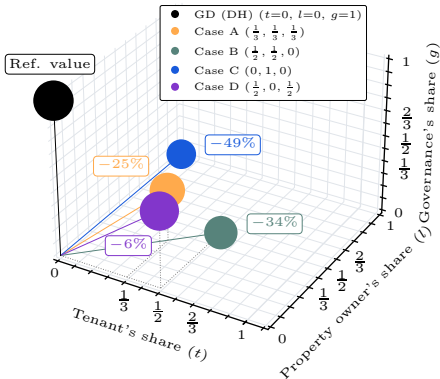 GD (DH) (t=0, l=0, g=1)
Case A (1/3, 1/3, 1/3)
Case B (1/2, 1/2, 0)
Case C (0, 1, 0)
Case D (1/2, 0, 1/2)
Ref. value
−49%
−25%
−34%
−6%
0
1/3
1/2
2/3
1
Tenant's share (t)
0
1/3
1/2
2/3
1
Property owner's share (l)
0
1/3
1/2
2/3
1
Governance's share (g)